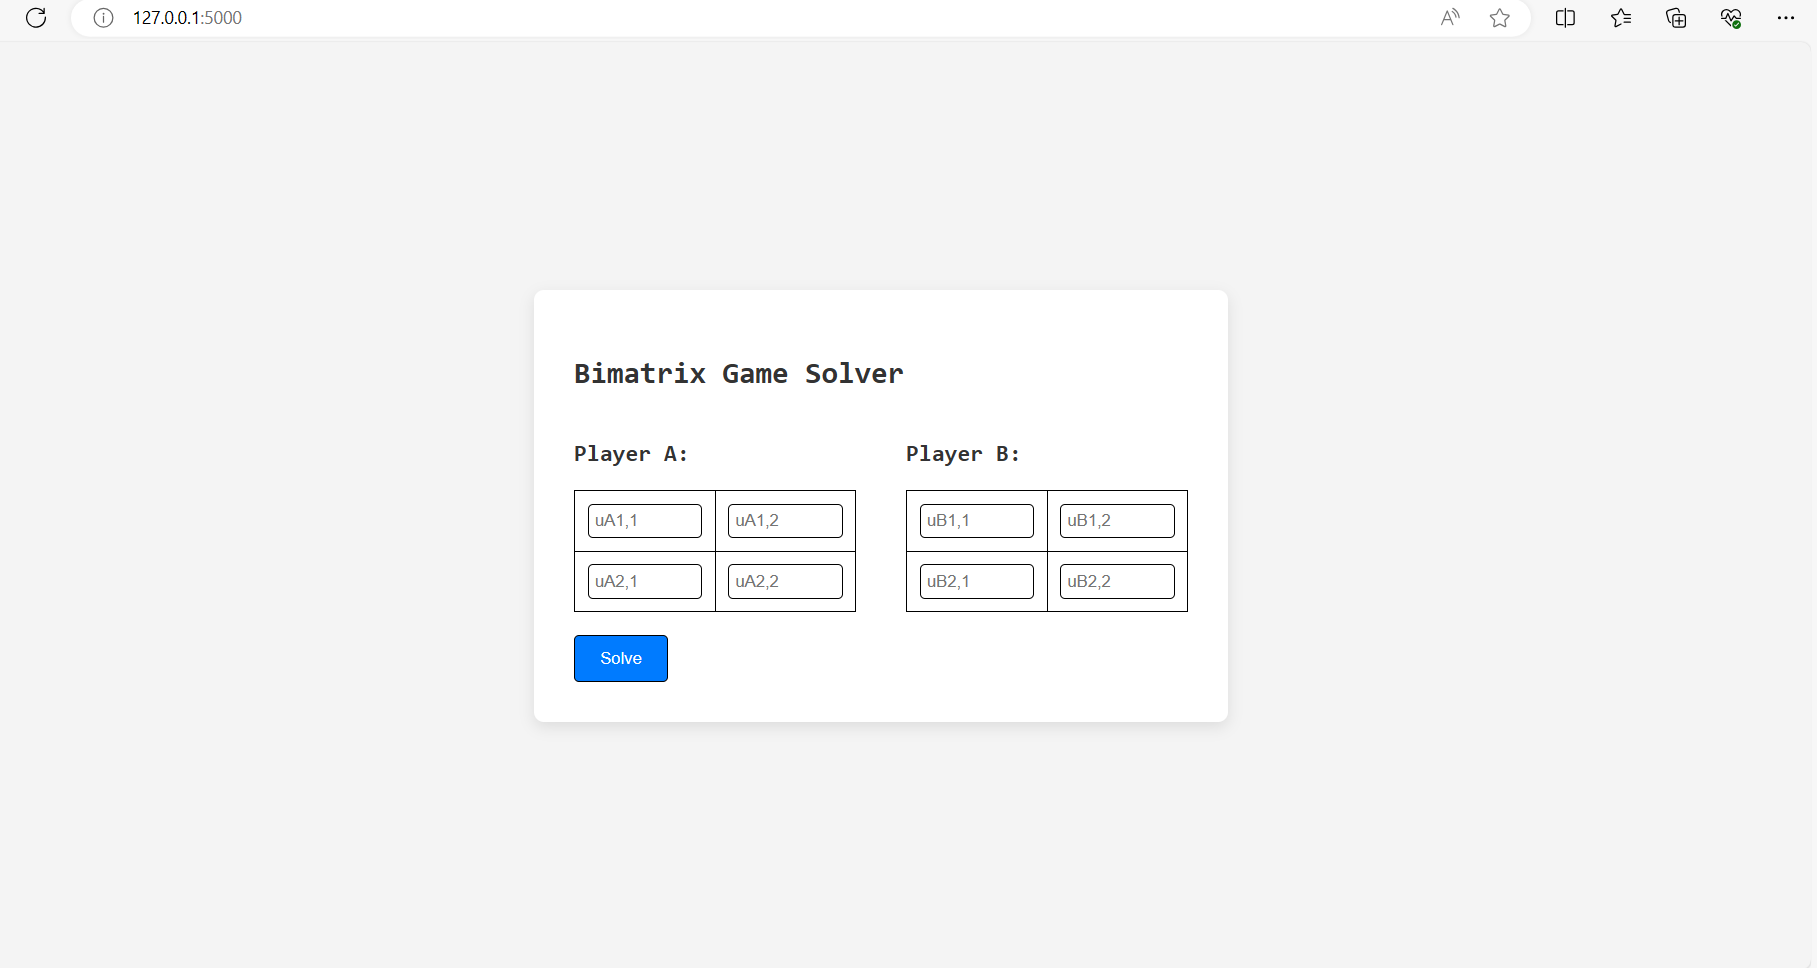 127.0.0.1:5000
Bimatrix Game Solver
Player A: Player B:
uA1,1 uA1,2 uB1,1 uB1,2
uA2,1 uA2,2 uB2,1 uB2,2
Solve